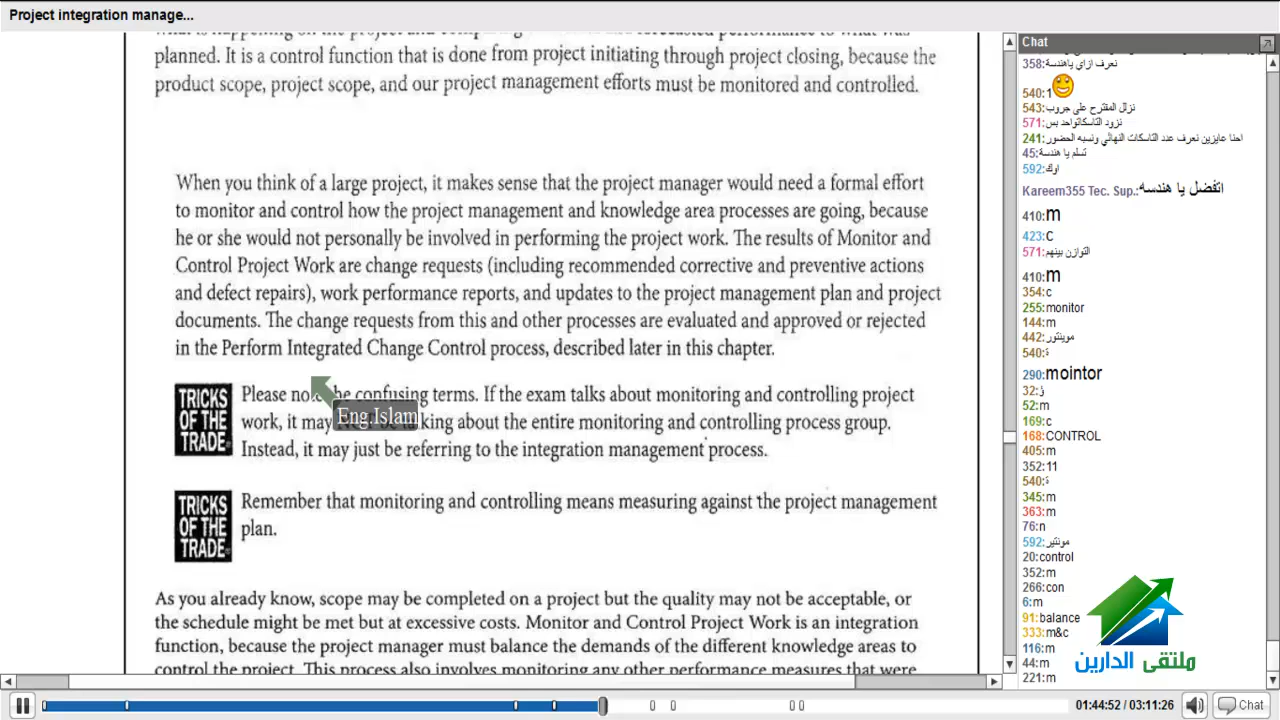 Project integration manage...
planned. It is a control function that is done from project initiating through project closing, because the
product scope, project scope, and our project management efforts must be monitored and controlled.
When you think of a large project, it makes sense that the project manager would need a formal effort
to monitor and control how the project management and knowledge area processes are going, because
he or she would not personally be involved in performing the project work. The results of Monitor and
Control Project Work are change requests (including recommended corrective and preventive actions
and defect repairs), work performance reports, and updates to the project management plan and project
documents. The change requests from this and other processes are evaluated and approved or rejected
in the Perform Integrated Change Control process, described later in this chapter.
TRICKS OF THE TRADE®
Please the confusing terms. If the exam talks about monitoring and controlling project
work, it may talking about the entire monitoring and controlling process group.
Instead, it may just be referring to the integration management process.
Eng.Islam
TRICKS OF THE TRADE®
Remember that monitoring and controlling means measuring against the project management
plan.
As you already know, scope may be completed on a project but the quality may not be acceptable, or
the schedule might be met but at excessive costs. Monitor and Control Project Work is an integration
function, because the project manager must balance the demands of the different knowledge areas to
control the project. This process also involves monitoring any other performance measures that were
Chat
358: نعرف ازاي ياهندسة
540:1
543: نزال المقترح على جروب
571: نزود التاسكاتواحد بس
241: احنا عايزين نعرف عدد التاسكات النهائي ونسبه الحضور
45: تسلم يا هندسة
592: اوك
Kareem355 Tec. Sup.: اتفضل يا هندسه
410:m
423:C
571: التوازن بينهم
410:m
354:c
255:monitor
144:m
442: موينتور
540:ة
290:mointor
32:ؤ
52:m
169:c
168:CONTROL
405:m
352:11
540:ة
345:m
363:m
76:n
592: مونتير
20:control
352:m
266:con
6:m
91:balance
333:m&c
116:m
44:m
221:m
ملتقى الدارين
01:44:52 / 03:11:26
Chat